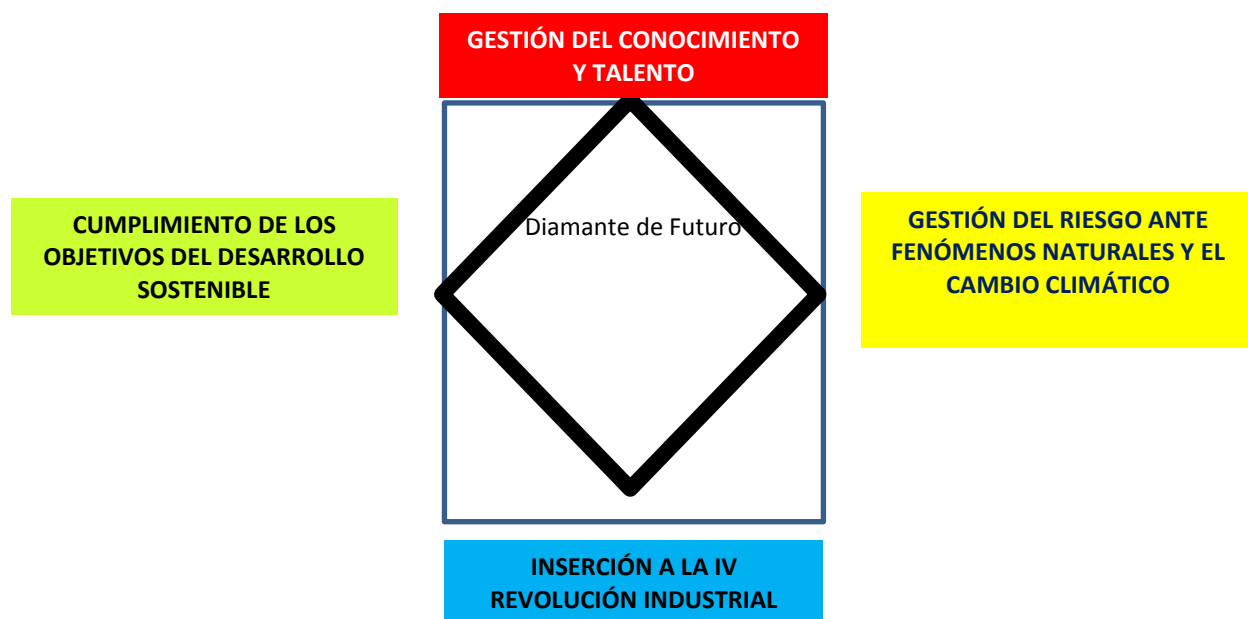 GESTIÓN DEL CONOCIMIENTO
Y TALENTO
CUMPLIMIENTO DE LOS
OBJETIVOS DEL DESARROLLO
SOSTENIBLE
Diamante de Futuro
GESTIÓN DEL RIESGO ANTE
FENÓMENOS NATURALES Y EL
CAMBIO CLIMÁTICO
INSERCIÓN A LA IV
REVOLUCIÓN INDUSTRIAL